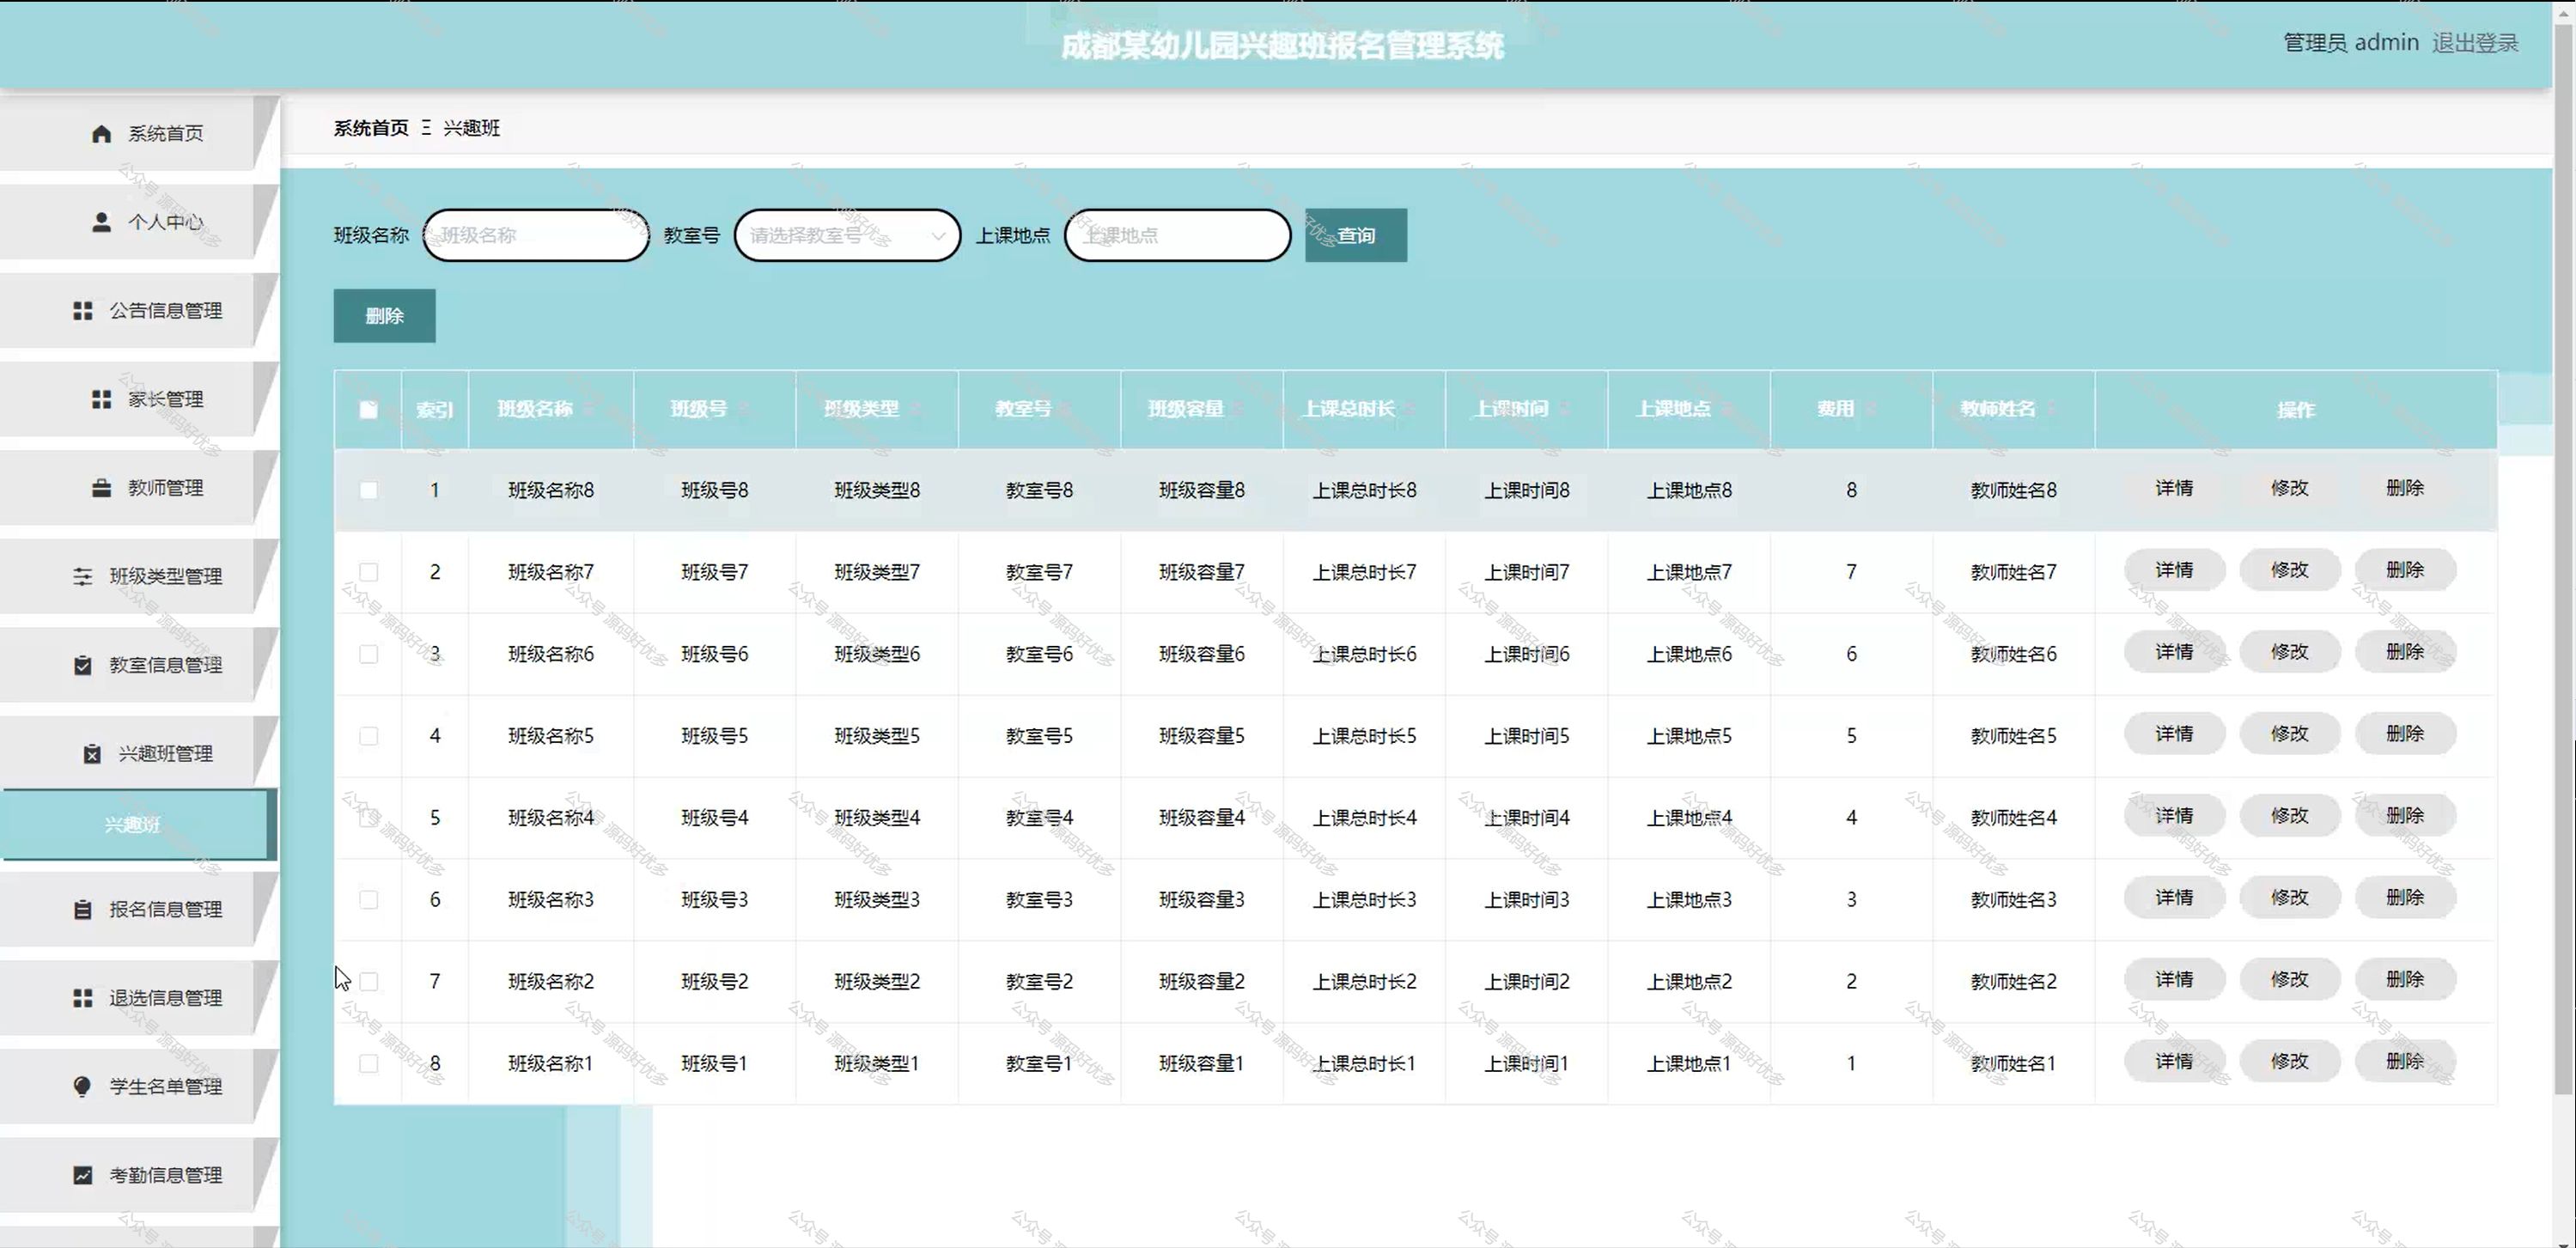 成都某幼儿园兴趣班报名管理系统
管理员 admin 退出登录
系统首页
个人中心
公告信息管理
家长管理
教师管理
班级类型管理
教室信息管理
兴趣班管理
兴趣班
报名信息管理
退选信息管理
学生名单管理
考勤信息管理
系统首页 Ξ 兴趣班
班级名称 班级名称 教室号 请选择教室号 上课地点 上课地点 查询
删除
索引 班级名称 班级号 班级类型 教室号 班级容量 上课总时长 上课时间 上课地点 费用 教师姓名 操作
1 班级名称8 班级号8 班级类型8 教室号8 班级容量8 上课总时长8 上课时间8 上课地点8 8 教师姓名8 详情 修改 删除
2 班级名称7 班级号7 班级类型7 教室号7 班级容量7 上课总时长7 上课时间7 上课地点7 7 教师姓名7 详情 修改 删除
3 班级名称6 班级号6 班级类型6 教室号6 班级容量6 上课总时长6 上课时间6 上课地点6 6 教师姓名6 详情 修改 删除
4 班级名称5 班级号5 班级类型5 教室号5 班级容量5 上课总时长5 上课时间5 上课地点5 5 教师姓名5 详情 修改 删除
5 班级名称4 班级号4 班级类型4 教室号4 班级容量4 上课总时长4 上课时间4 上课地点4 4 教师姓名4 详情 修改 删除
6 班级名称3 班级号3 班级类型3 教室号3 班级容量3 上课总时长3 上课时间3 上课地点3 3 教师姓名3 详情 修改 删除
7 班级名称2 班级号2 班级类型2 教室号2 班级容量2 上课总时长2 上课时间2 上课地点2 2 教师姓名2 详情 修改 删除
8 班级名称1 班级号1 班级类型1 教室号1 班级容量1 上课总时长1 上课时间1 上课地点1 1 教师姓名1 详情 修改 删除
公众号 源码好优多